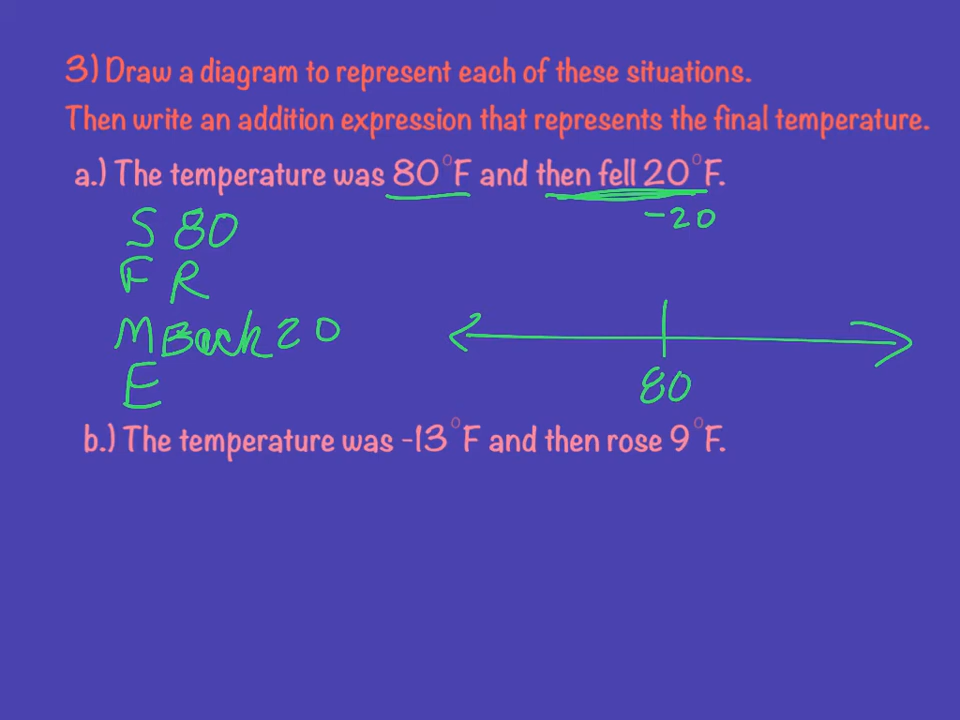 3) Draw a diagram to represent each of these situations.
Then write an addition expression that represents the final temperature.
a.) The temperature was 80°F and then fell 20°F.
-20
S 80
F R
M Back 20
E
80
b.) The temperature was -13°F and then rose 9°F.